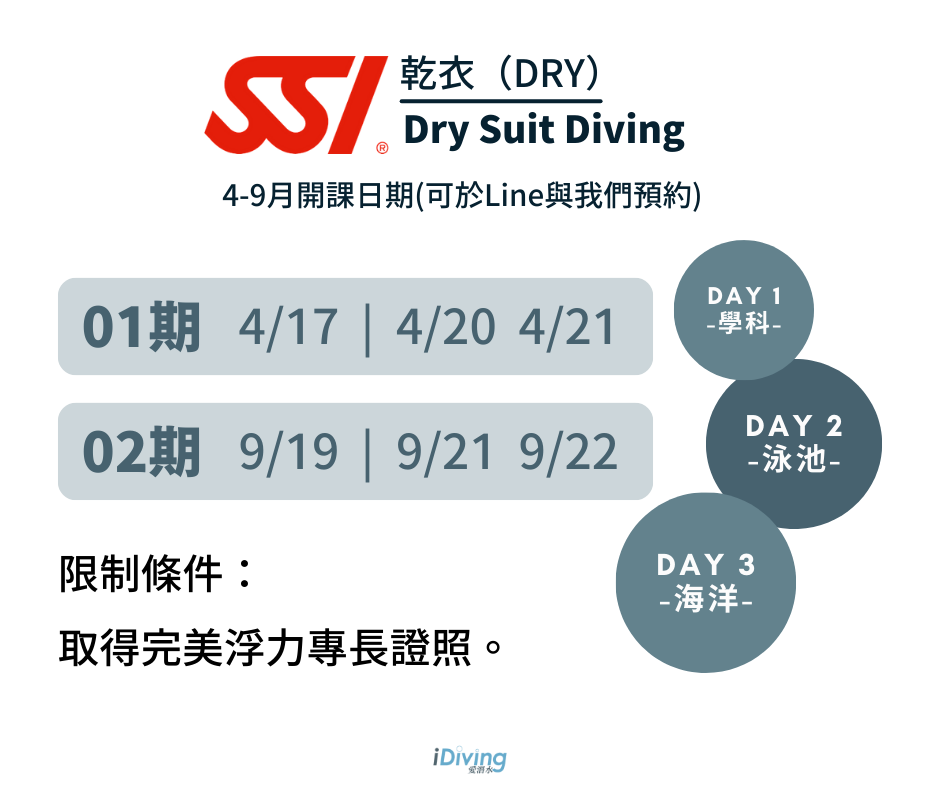 SSI®
乾衣（DRY）
Dry Suit Diving
4-9月開課日期(可於Line與我們預約)
01期 4/17 | 4/20 4/21
02期 9/19 | 9/21 9/22
DAY 1
-學科-
DAY 2
-泳池-
DAY 3
-海洋-
限制條件：
取得完美浮力專長證照。
iDiving
愛潛水